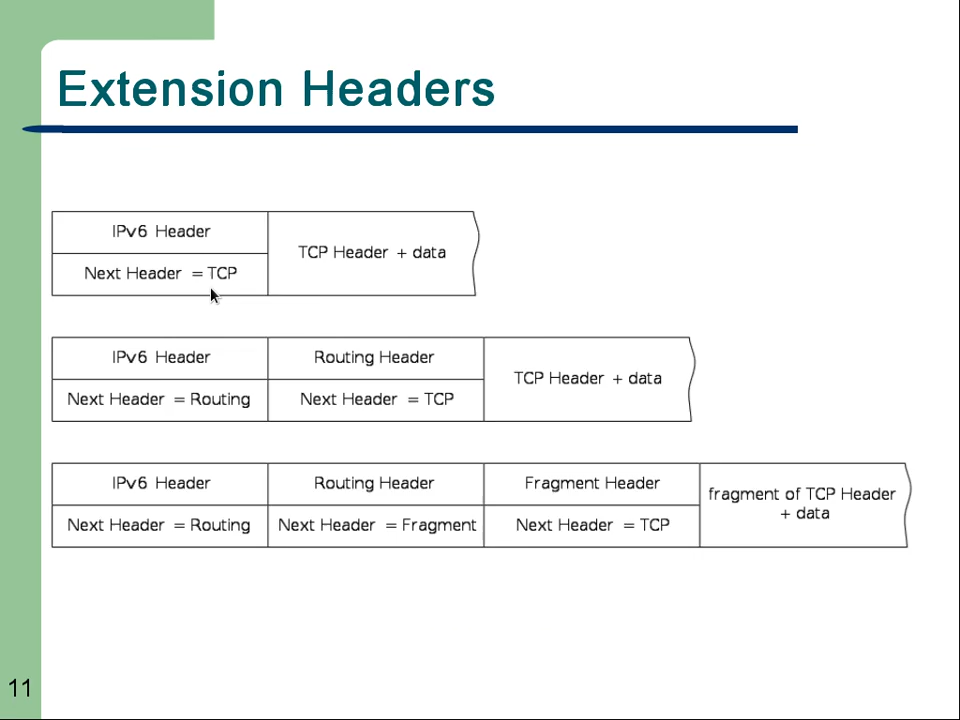 Extension Headers
IPv6 Header
Next Header = TCP
TCP Header + data
IPv6 Header
Next Header = Routing
Routing Header
Next Header = TCP
TCP Header + data
IPv6 Header
Next Header = Routing
Routing Header
Next Header = Fragment
Fragment Header
Next Header = TCP
fragment of TCP Header
+ data
11